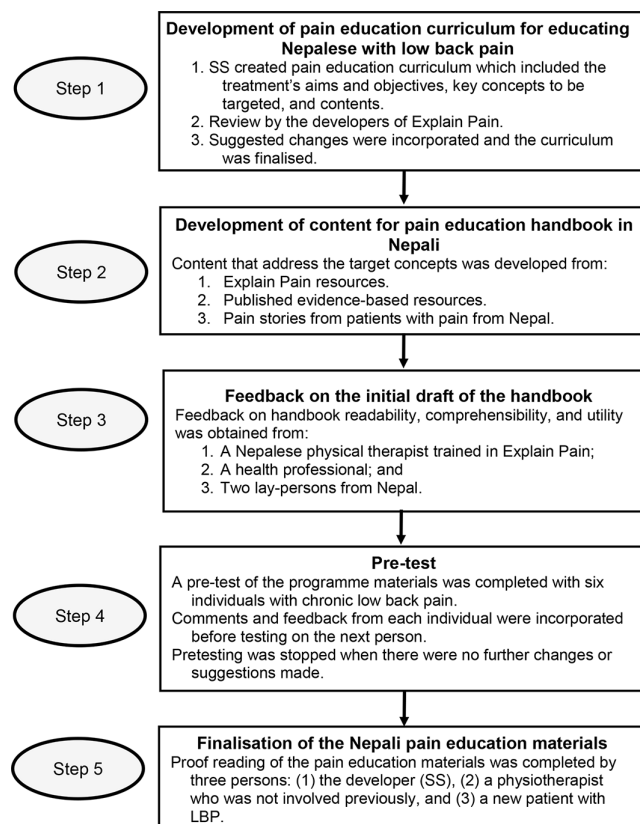 Development of pain education curriculum for educating
Nepalese with low back pain
Step 1
1. SS created pain education curriculum which included the
treatment's aims and objectives, key concepts to be
targeted, and contents.
2. Review by the developers of Explain Pain.
3. Suggested changes were incorporated and the curriculum
was finalised.
Development of content for pain education handbook in
Nepali
Step 2
Content that address the target concepts was developed from:
1. Explain Pain resources.
2. Published evidence-based resources.
3. Pain stories from patients with pain from Nepal.
Feedback on the initial draft of the handbook
Step 3
Feedback on handbook readability, comprehensibility, and utility
was obtained from:
1. A Nepalese physical therapist trained in Explain Pain;
2. A health professional; and
3. Two lay-persons from Nepal.
Pre-test
Step 4
A pre-test of the programme materials was completed with six
individuals with chronic low back pain.
Comments and feedback from each individual were incorporated
before testing on the next person.
Pretesting was stopped when there were no further changes or
suggestions made.
Finalisation of the Nepali pain education materials
Step 5
Proof reading of the pain education materials was completed by
three persons: (1) the developer (SS), (2) a physiotherapist
who was not involved previously, and (3) a new patient with
LBP.